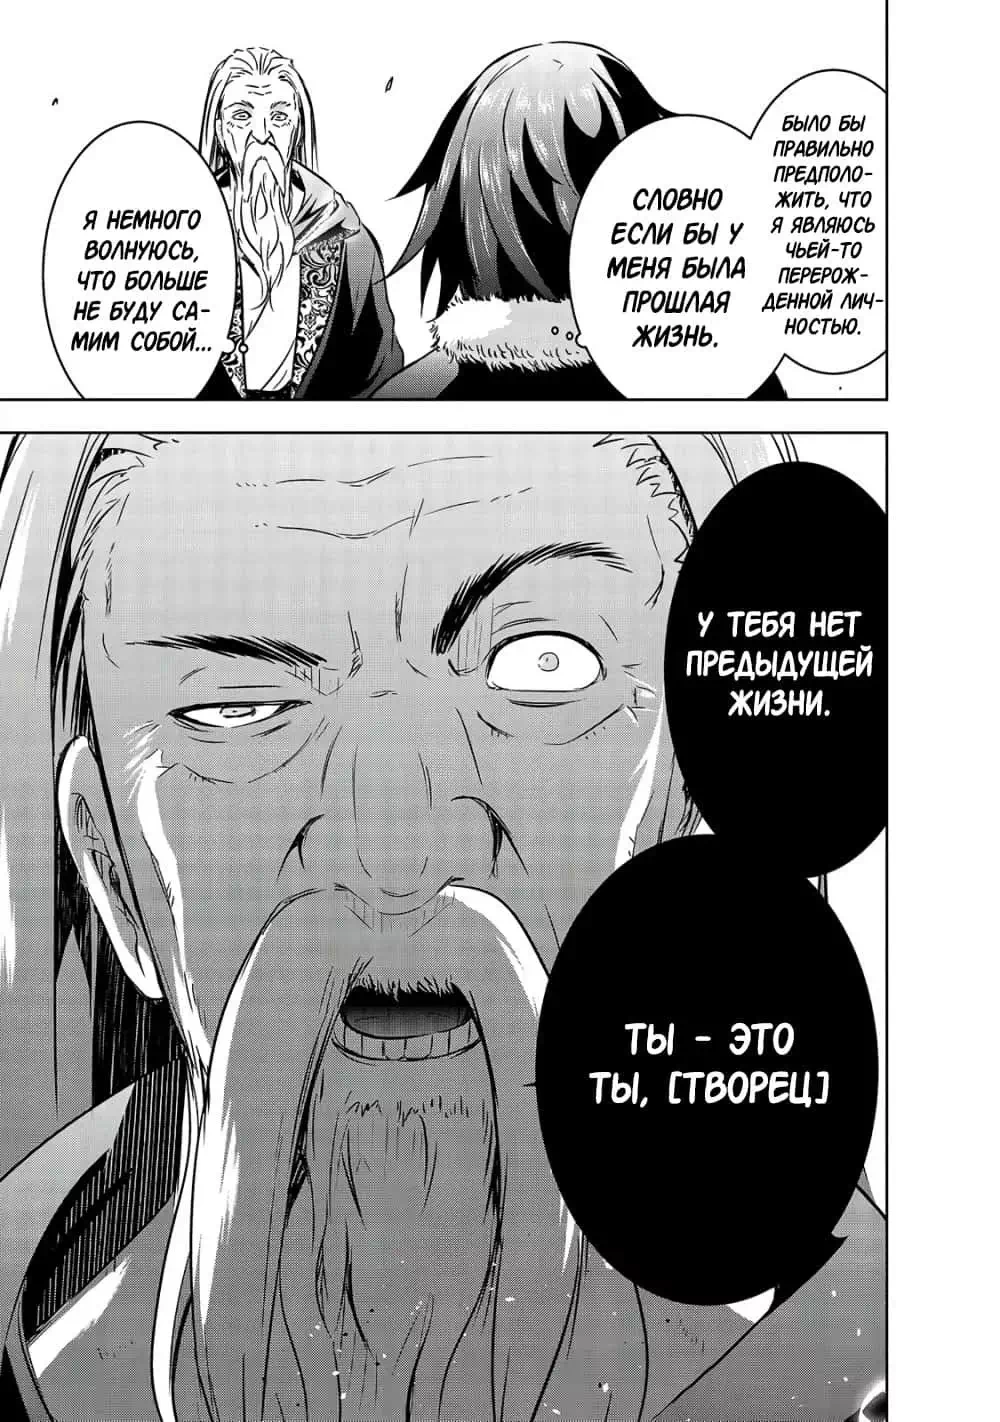 БЫЛО БЫ
ПРАВИЛЬНО
ПРЕДПОЛО-
ЖИТЬ, ЧТО
Я ЯВЛЯЮСЬ
ЧЬЕЙ-ТО
ПЕРЕРОЖ-
ДЕННОЙ ЛИЧ-
НОСТЬЮ.
СЛОВНО
ЕСЛИ БЫ У
МЕНЯ БЫЛА
ПРОШЛАЯ
ЖИЗНЬ.
Я НЕМНОГО
ВОЛНУЮСЬ,
ЧТО БОЛЬШЕ
НЕ БУДУ СА-
МИМ СОБОЙ...
У ТЕБЯ НЕТ
ПРЕДЫДУЩЕЙ
ЖИЗНИ.
ТЫ - ЭТО
ТЫ, [ТВОРЕЦ]